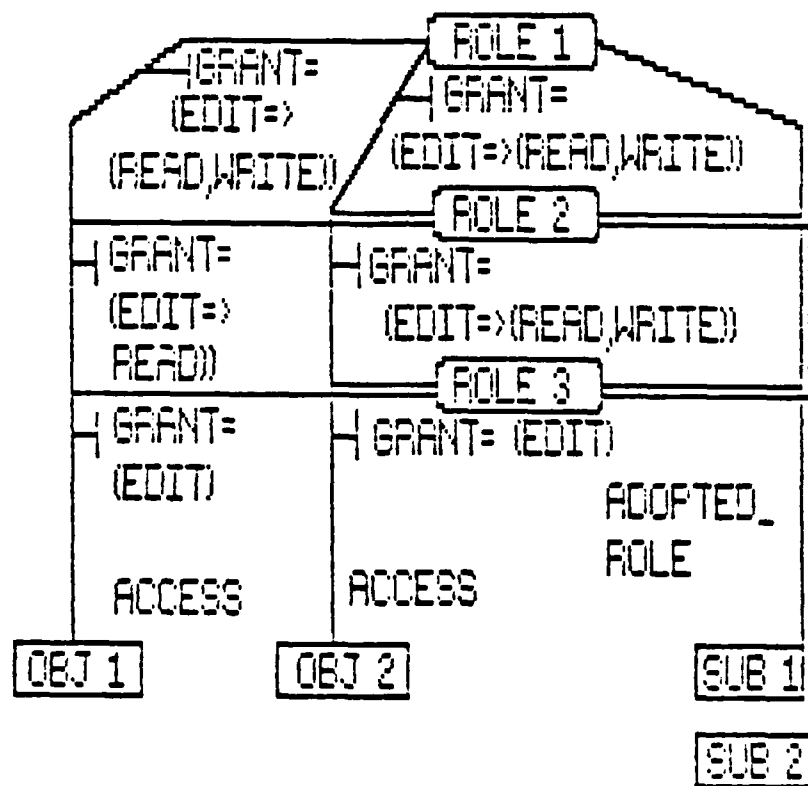 ROLE 1
GRANT=
(EDIT=>
(READ,WRITE))
GRANT=
(EDIT=>(READ,WRITE))
ROLE 2
GRANT=
(EDIT=>
READ))
GRANT=
(EDIT=>(READ,WRITE))
ROLE 3
GRANT=
(EDIT)
GRANT= (EDIT)
ADOPTED_
ROLE
ACCESS
ACCESS
OBJ 1
OBJ 2
SUB 1
SUB 2